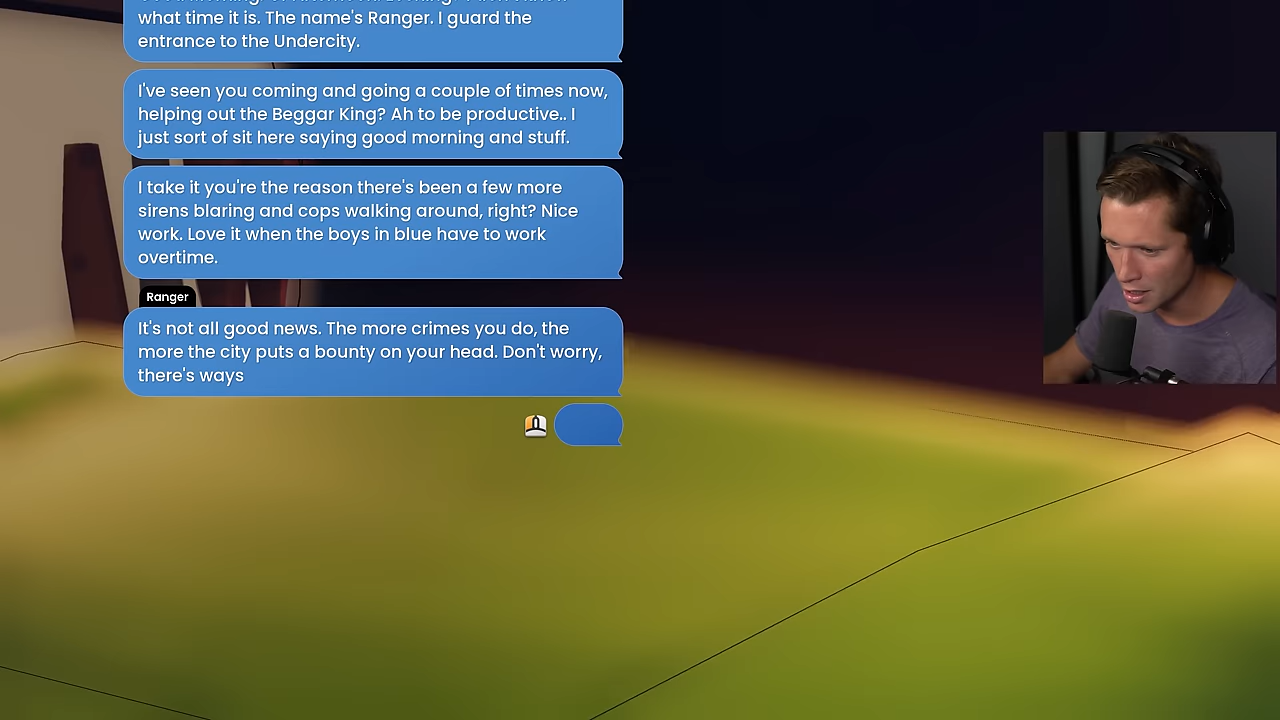 what time it is. The name's Ranger. I guard the
entrance to the Undercity.
I've seen you coming and going a couple of times now,
helping out the Beggar King? Ah to be productive.. I
just sort of sit here saying good morning and stuff.
I take it you're the reason there's been a few more
sirens blaring and cops walking around, right? Nice
work. Love it when the boys in blue have to work
overtime.
Ranger
It's not all good news. The more crimes you do, the
more the city puts a bounty on your head. Don't worry,
there's ways